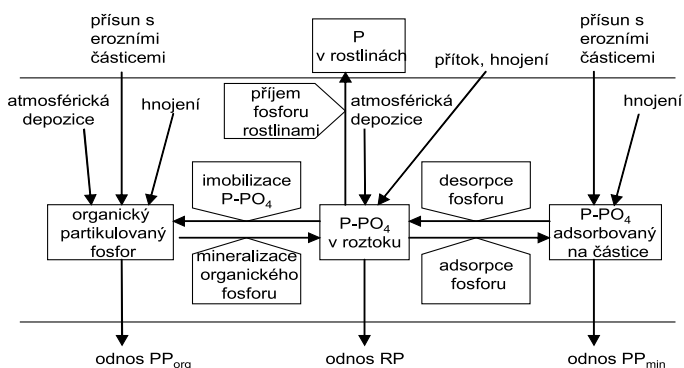 přísun s
erozními
částicemi
P
v rostlinách
přítok, hnojení
přísun s
erozními
částicemi
atmosférická
depozice
hnojení
příjem
fosforu
rostlinami
atmosférická
depozice
hnojení
imobilizace
P-PO₄
desorpce
fosforu
organický
partikulovaný
fosfor
P-PO₄
v roztoku
P-PO₄
adsorbovaný
na částice
mineralizace
organického
fosforu
adsorpce
fosforu
odnos PPorg
odnos RP
odnos PPmin